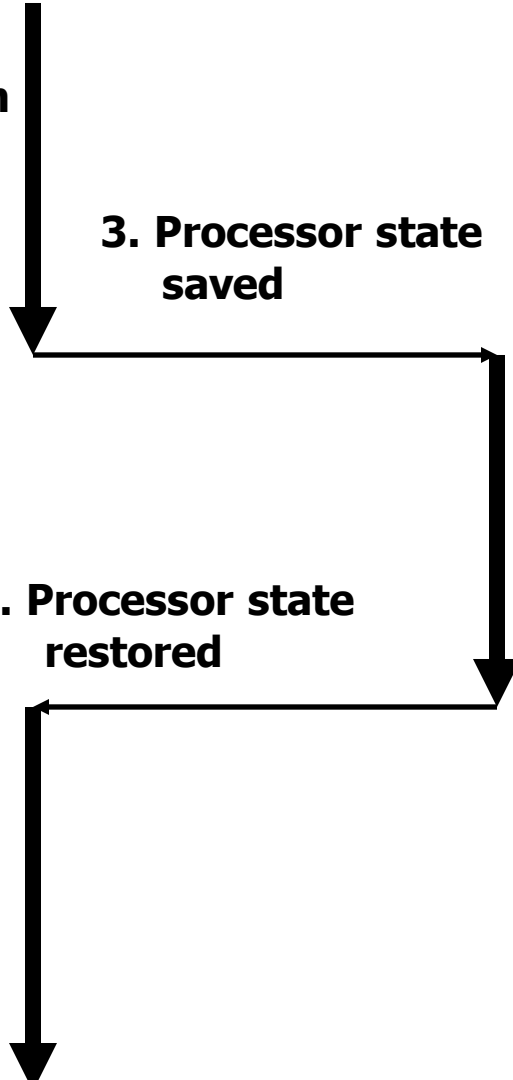 3. Processor state
saved
. Processor state
restored